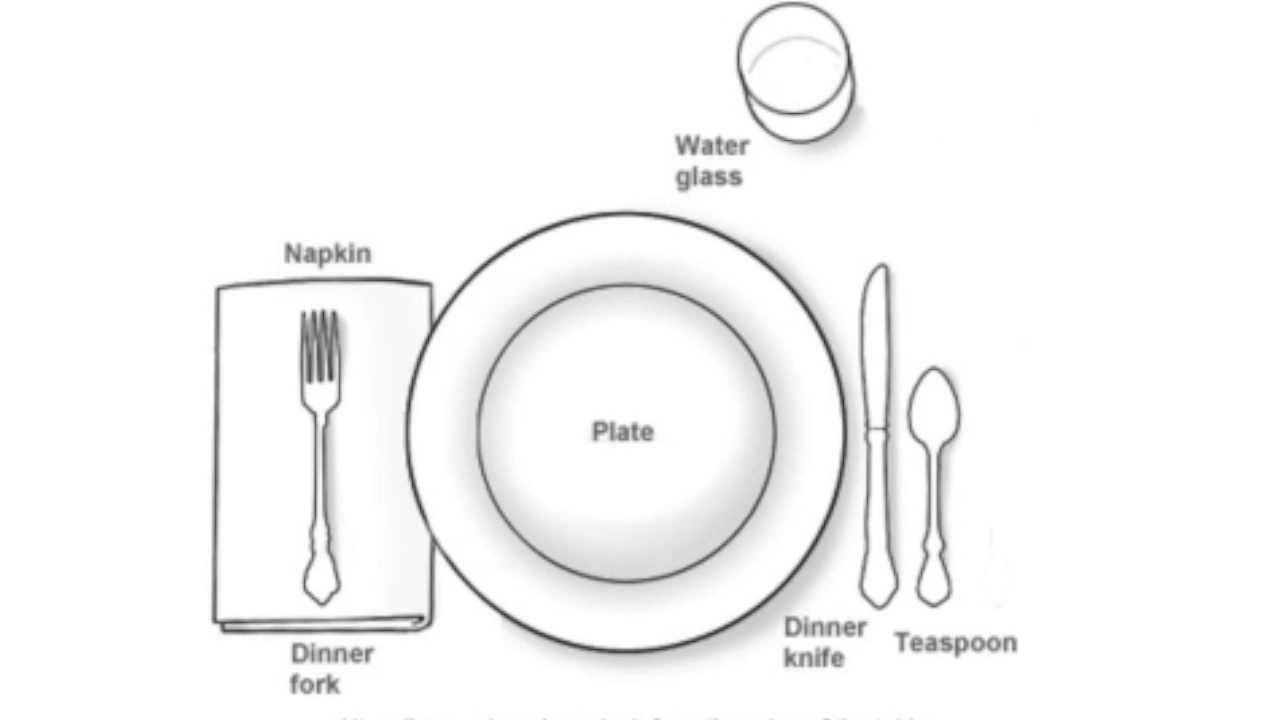 Water
glass
Napkin
Plate
Dinner
knife
Teaspoon
Dinner
fork